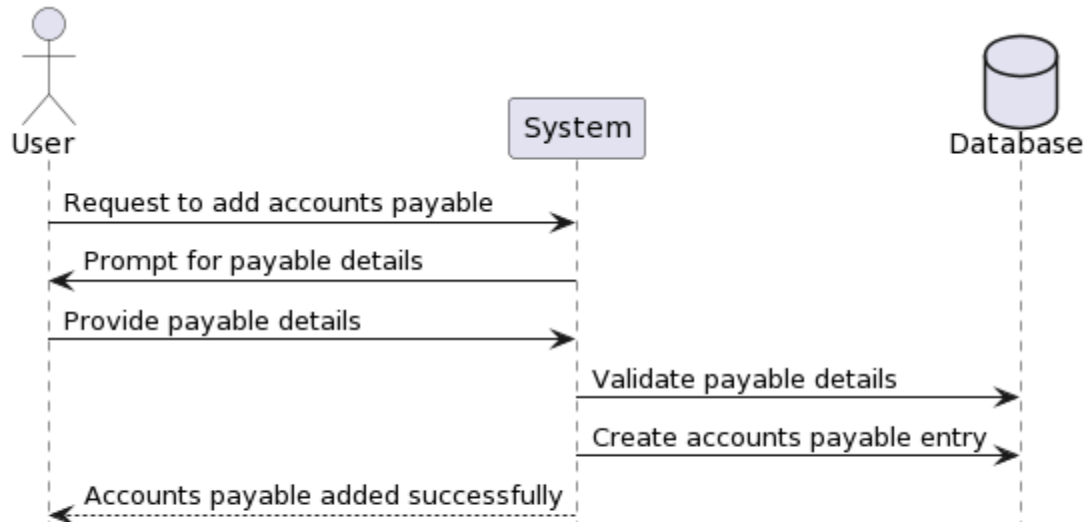 User
System
Database
Request to add accounts payable
Prompt for payable details
Provide payable details
Validate payable details
Create accounts payable entry
Accounts payable added successfully